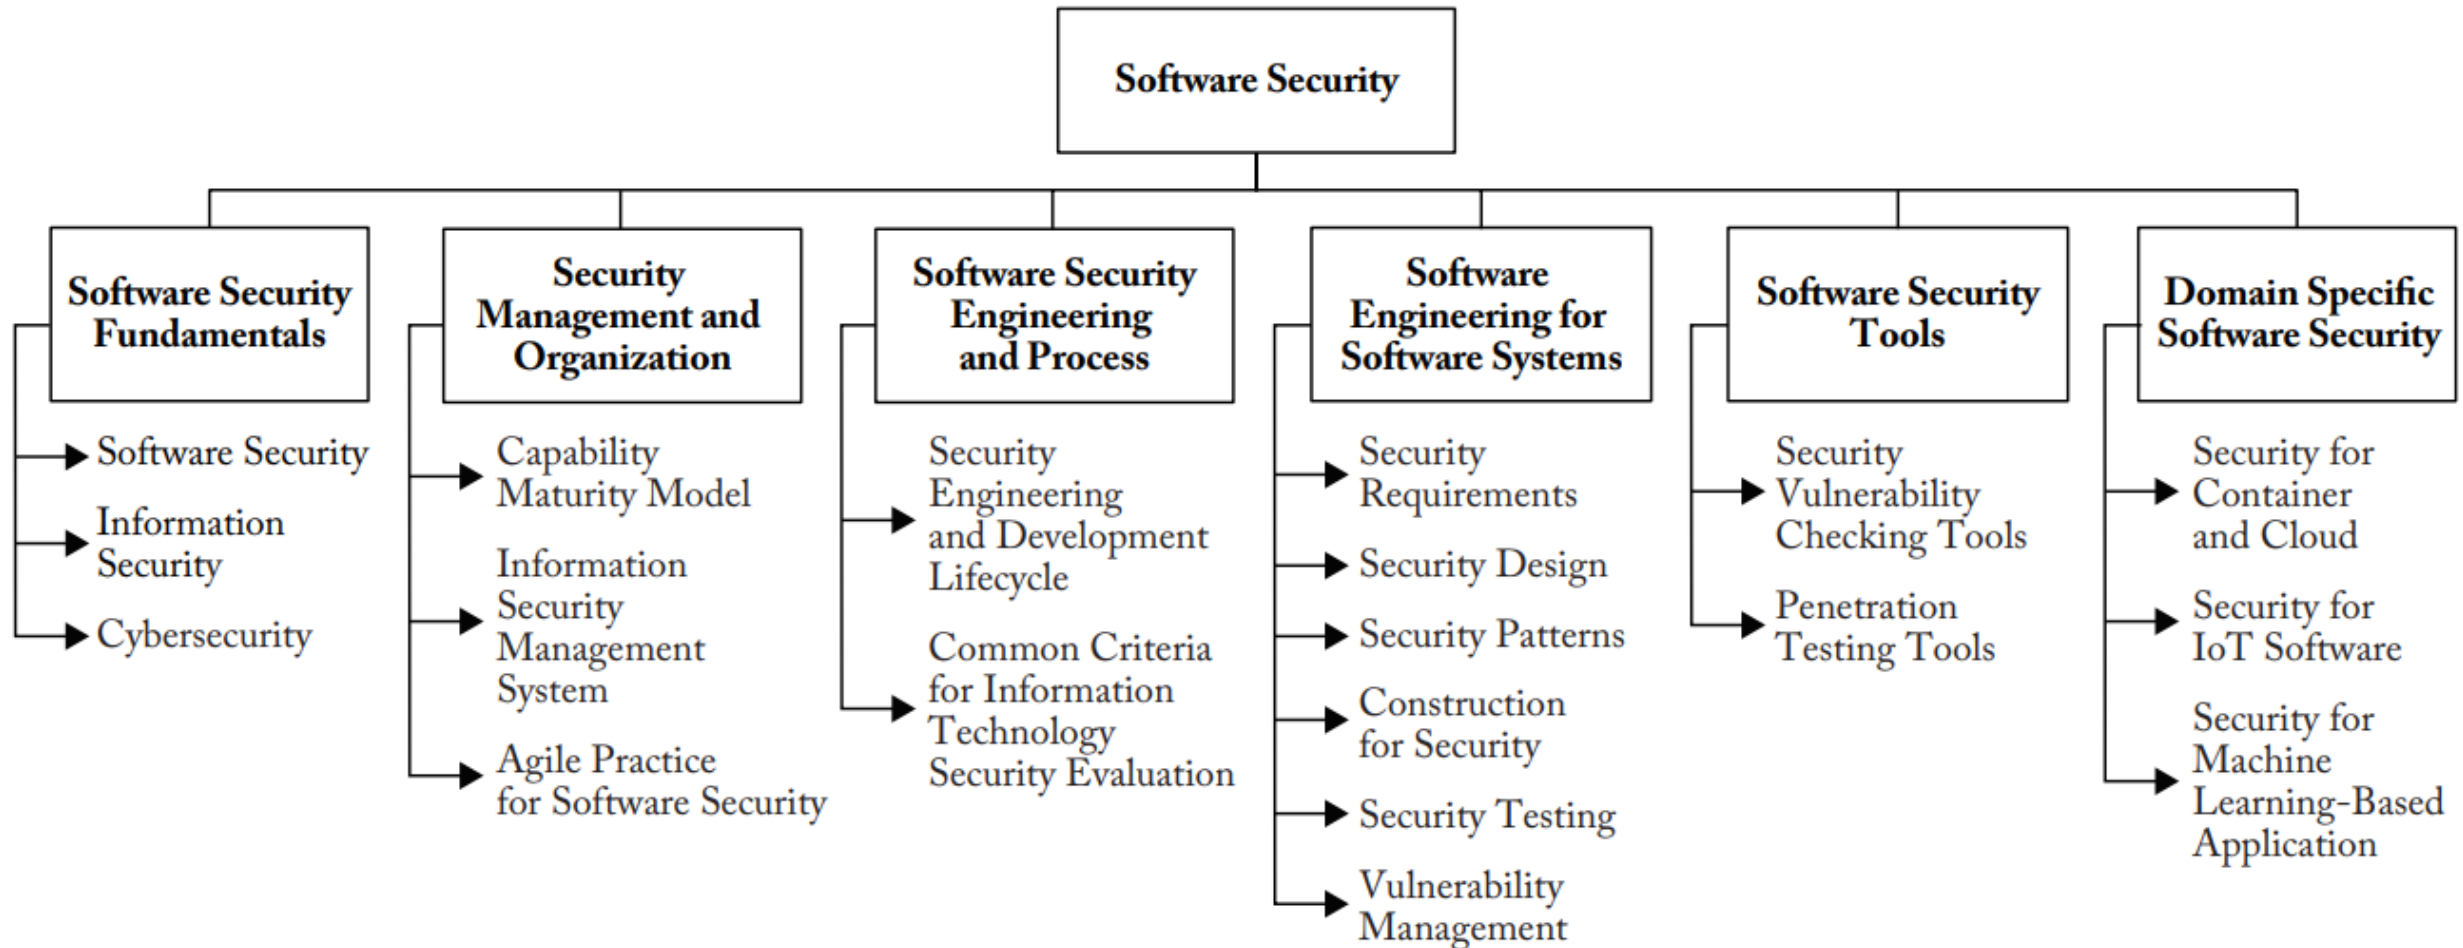 Software Security
Software Security
Fundamentals
Software Security
Information
Security
Cybersecurity
Security
Management and
Organization
Capability
Maturity Model
Information
Security
Management
System
Agile Practice
for Software Security
Software Security
Engineering
and Process
Security
Engineering
and Development
Lifecycle
Common Criteria
for Information
Technology
Security Evaluation
Software
Engineering for
Software Systems
Security
Requirements
Security Design
Security Patterns
Construction
for Security
Security Testing
Vulnerability
Management
Software Security
Tools
Security
Vulnerability
Checking Tools
Penetration
Testing Tools
Domain Specific
Software Security
Security for
Container
and Cloud
Security for
IoT Software
Security for
Machine
Learning-Based
Application